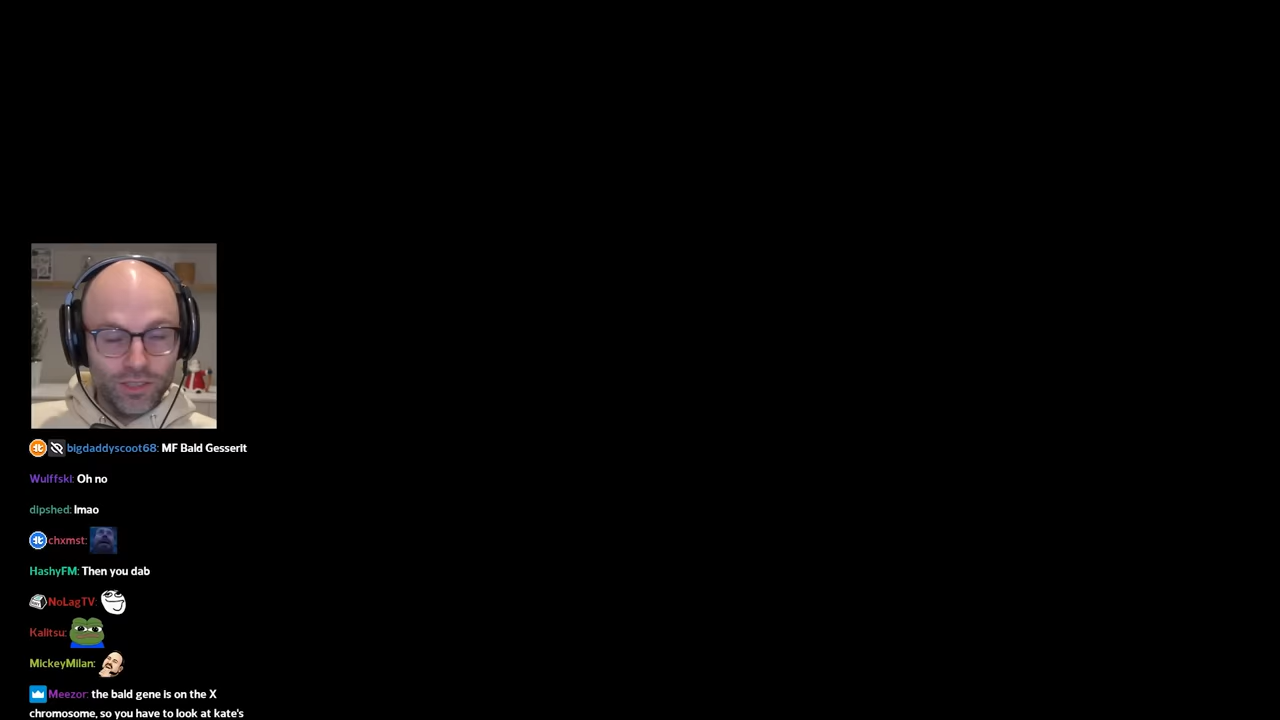 bigdaddyscoot68: MF Bald Gesserit
Wulffski: Oh no
dipshed: lmao
chxmst:
HashyFM: Then you dab
NoLagTV:
Kalitsu:
MickeyMilan:
Meezor: the bald gene is on the X
chromosome, so you have to look at kate's